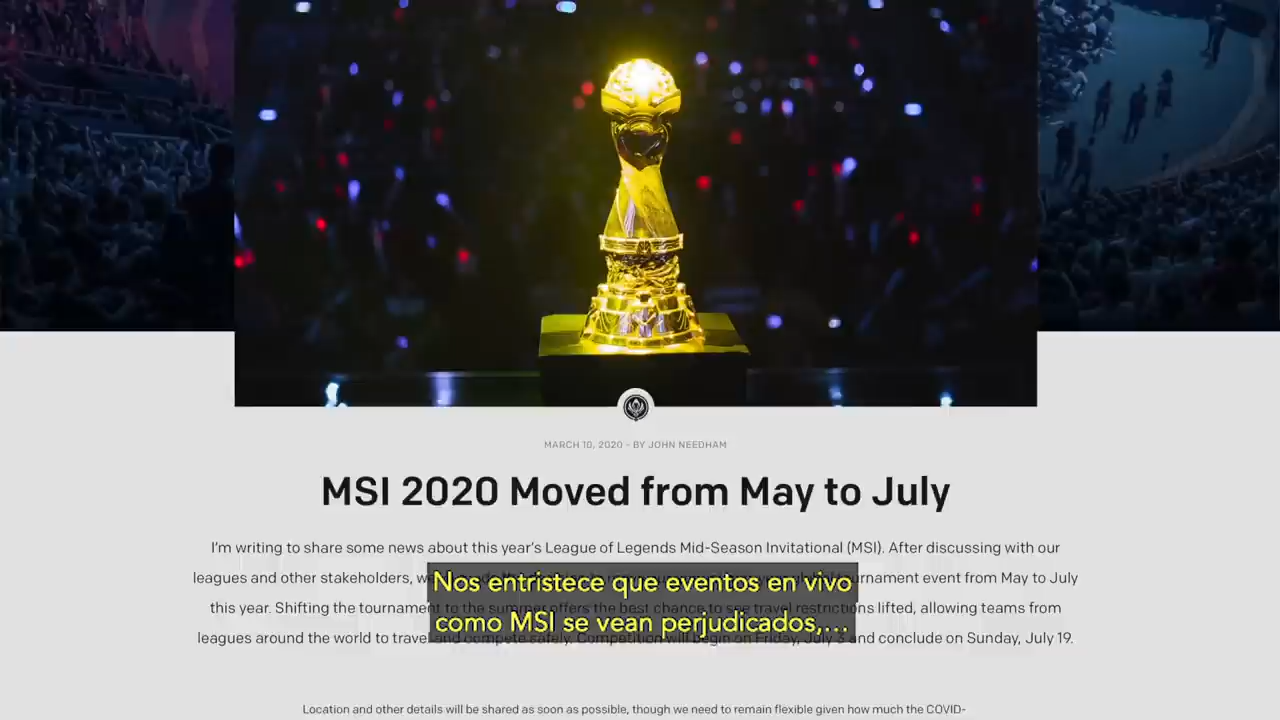 MARCH 10, 2020 - BY JOHN NEEDHAM
MSI 2020 Moved from May to July
I'm writing to share some news about this year's League of Legends Mid-Season Invitational (MSI). After discussing with our
leagues and other stakeholders, we tournament event from May to July
this year. Shifting the tournament to the summer offers the best chance to see travel restrictions lifted, allowing teams from
leagues around the world to travel and compete safely. Competition will begin on Friday, July 3 and conclude on Sunday, July 19.
Nos entristece que eventos en vivo
como MSI se vean perjudicados,...
Location and other details will be shared as soon as possible, though we need to remain flexible given how much the COVID-